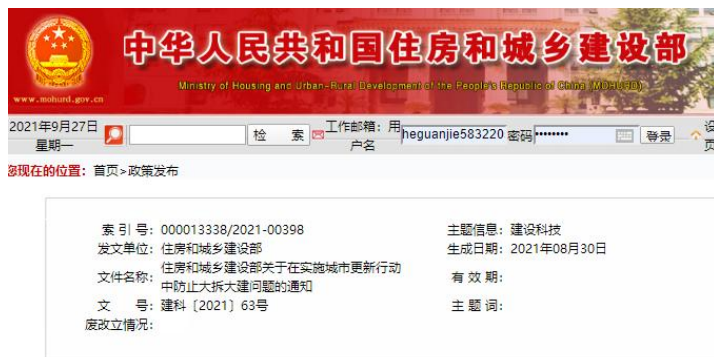 中华人民共和国住房和城乡建设部
Ministry of Housing and Urban-Rural Development of the People's Republic of China (MOHURD)
www.mohurd.gov.cn
2021年9月27日 星期一 检 索 工作邮箱：用户名 heguanjie583220 密码 •••••••• 登录 设
页
您现在的位置：首页>政策发布
索 引 号：000013338/2021-00398 主题信息：建设科技
发文单位：住房和城乡建设部 生成日期：2021年08月30日
文件名称：住房和城乡建设部关于在实施城市更新行动
中防止大拆大建问题的通知 有 效 期：
文 号：建科〔2021〕63号 主 题 词：
废改立情况：